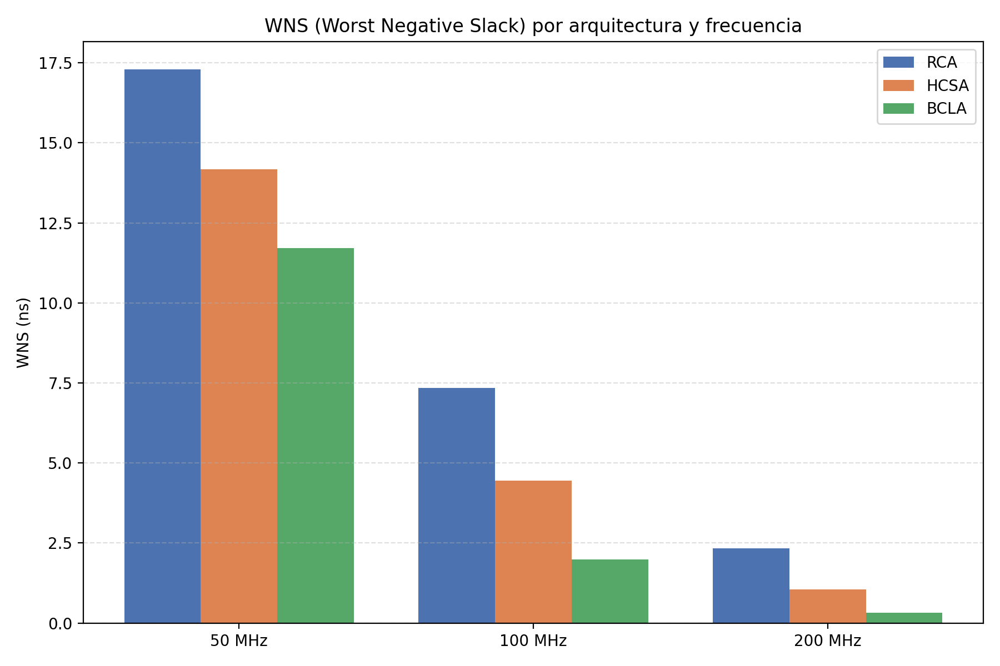 WNS (Worst Negative Slack) por arquitectura y frecuencia
RCA
HCSA
BCLA
WNS (ns)
17.5
15.0
12.5
10.0
7.5
5.0
2.5
0.0
50 MHz
100 MHz
200 MHz